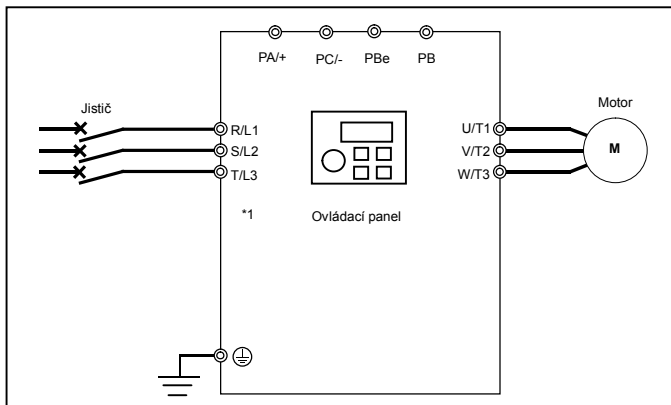 PA/+ PC/- PBe PB
Jistič
Motor
R/L1
U/T1
S/L2
V/T2
M
T/L3
W/T3
*1
Ovládací panel